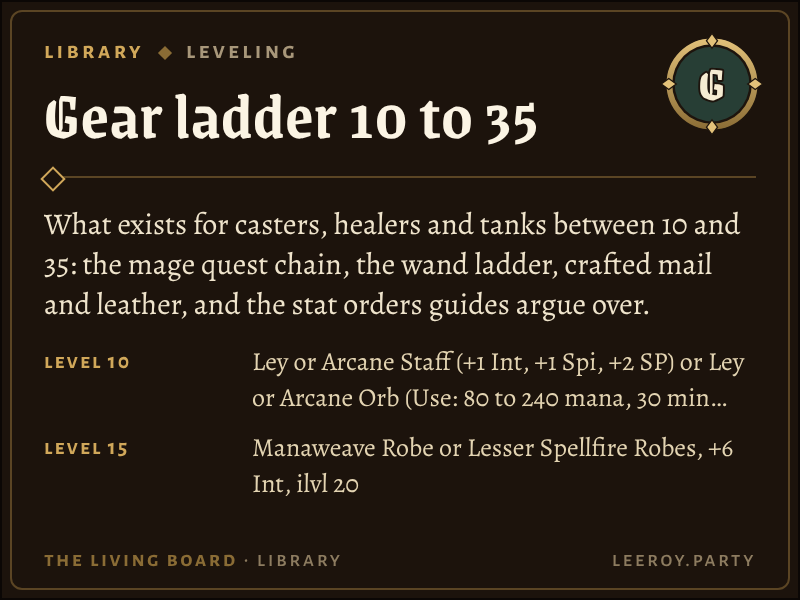 LIBRARY ◆ LEVELING
G
Gear ladder 10 to 35
What exists for casters, healers and tanks between 10 and
35: the mage quest chain, the wand ladder, crafted mail
and leather, and the stat orders guides argue over.
LEVEL 10
Ley or Arcane Staff (+1 Int, +1 Spi, +2 SP) or Ley
or Arcane Orb (Use: 80 to 240 mana, 30 min...
LEVEL 15
Manaweave Robe or Lesser Spellfire Robes, +6
Int, ilvl 20
THE LIVING BOARD · LIBRARY
LEEROY.PARTY